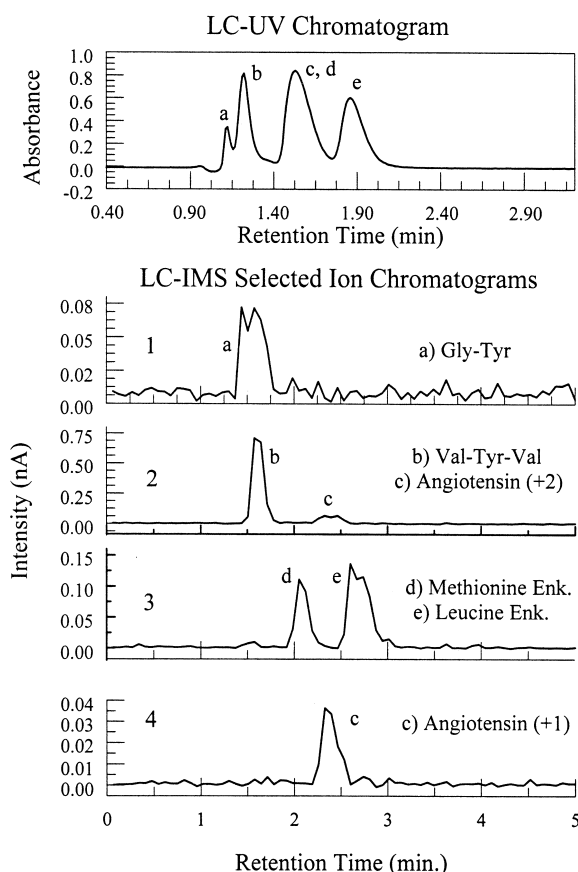 LC-UV Chromatogram
Absorbance
1.0
0.8
0.6
0.4
0.2
0.0
-0.2
a
b
c, d
e
0.40 0.90 1.40 1.90 2.40 2.90
Retention Time (min)
LC-IMS Selected Ion Chromatograms
Intensity (nA)
0.08
0.05
0.02
0.00
1
a
a) Gly-Tyr
0.75
0.50
0.25
0.00
2
b
c
b) Val-Tyr-Val
c) Angiotensin (+2)
0.15
0.10
0.05
0.00
3
d
e
d) Methionine Enk.
e) Leucine Enk.
0.04
0.03
0.02
0.01
0.00
4
c
c) Angiotensin (+1)
0 1 2 3 4 5
Retention Time (min.)